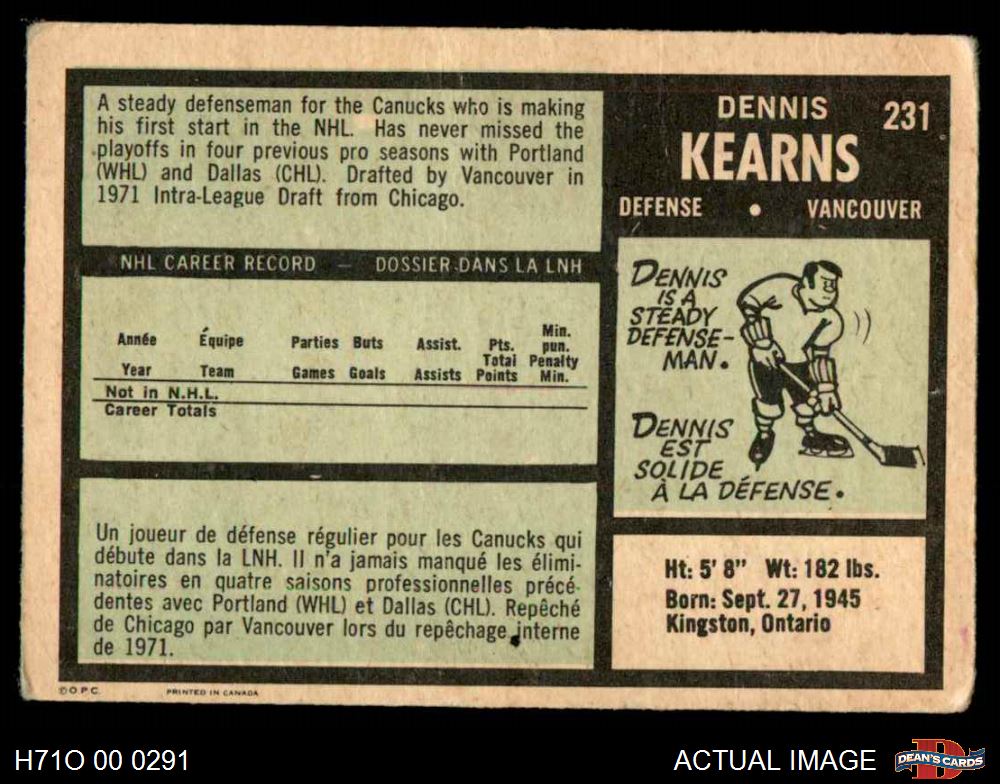 A steady defenseman for the Canucks who is making
his first start in the NHL. Has never missed the
playoffs in four previous pro seasons with Portland
(WHL) and Dallas (CHL). Drafted by Vancouver in
1971 Intra-League Draft from Chicago.
DENNIS 231
KEARNS
DEFENSE • VANCOUVER
NHL CAREER RECORD — DOSSIER DANS LA LNH
Année Équipe Parties Buts Assist. Pts. Min. pun.
Year Team Games Goals Assists Total Points Penalty Min.
Not in N.H.L.
Career Totals
DENNIS
IS A
STEADY
DEFENSE-
MAN.
DENNIS
EST
SOLIDE
À LA DÉFENSE.
Un joueur de défense régulier pour les Canucks qui
débute dans la LNH. Il n'a jamais manqué les élimi-
natoires en quatre saisons professionnelles précé-
dentes avec Portland (WHL) et Dallas (CHL). Repêché
de Chicago par Vancouver lors du repêchage interne
de 1971.
Ht: 5' 8" Wt: 182 lbs.
Born: Sept. 27, 1945
Kingston, Ontario
©O.P.C. PRINTED IN CANADA
H71O 00 0291 ACTUAL IMAGE
DEAN'S CARDS